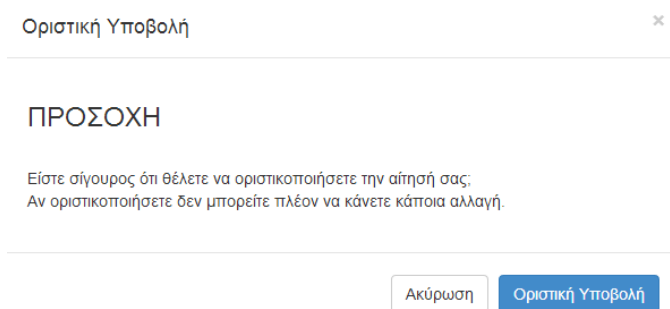 Οριστική Υποβολή ×
ΠΡΟΣΟΧΗ
Είστε σίγουρος ότι θέλετε να οριστικοποιήσετε την αίτησή σας;
Αν οριστικοποιήσετε δεν μπορείτε πλέον να κάνετε κάποια αλλαγή.
Ακύρωση Οριστική Υποβολή